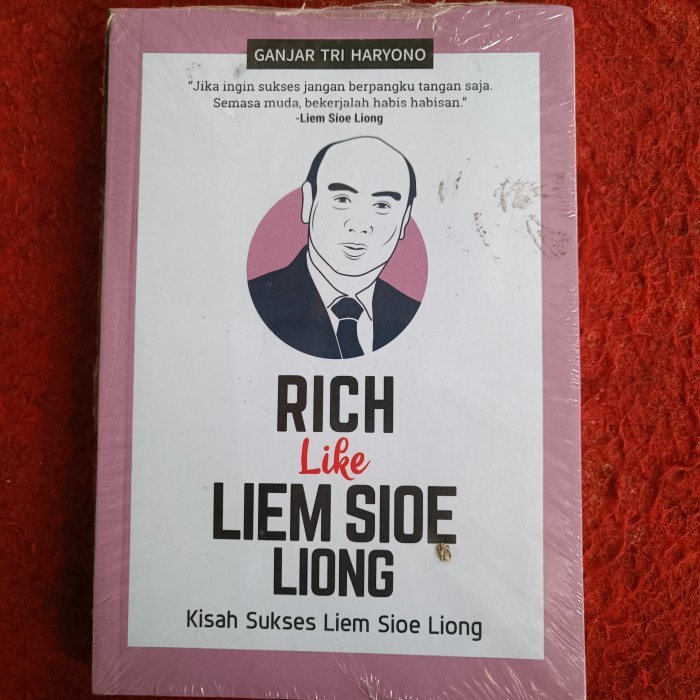 GANJAR TRI HARYONO
“Jika ingin sukses jangan berpangku tangan saja.
Semasa muda, bekerjalah habis habisan.”
-Liem Sioe Liong
RICH
Like
LIEM SIOE
LIONG
Kisah Sukses Liem Sioe Liong